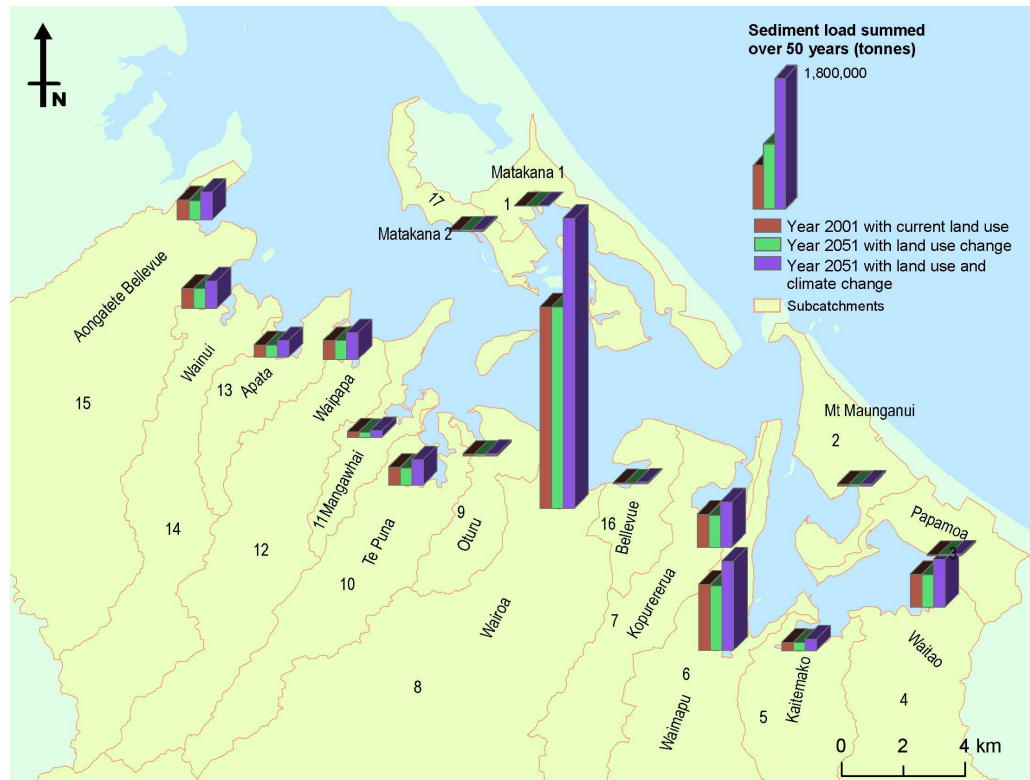 N
Sediment load summed
over 50 years (tonnes)
1,800,000
Year 2001 with current land use
Year 2051 with land use change
Year 2051 with land use and
climate change
Subcatchments
Matakana 1
1
17
Matakana 2
Aongatete Bellevue
15
Wainui
14
13
Apata
Waipapa
12
11
Mangawhai
Te Puna
10
9
Oturu
Wairoa
8
16
Bellevue
7
Kopurererua
6
Waimapu
5
Kaitemako
Mt Maunganui
2
Papamoa
3
Waitao
4
0 2 4 km